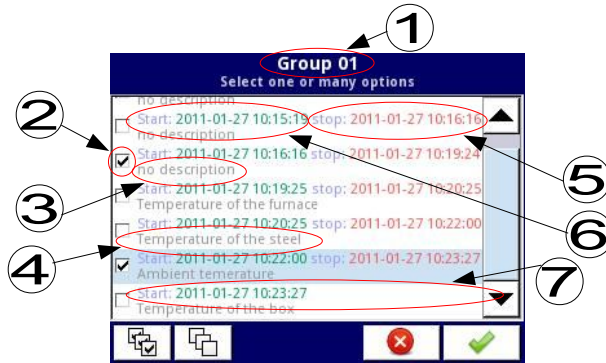 1
Group 01
Select one or many options
no description
Start: 2011-01-27 10:15:19 stop: 2011-01-27 10:16:16
no description
2
Start: 2011-01-27 10:16:16 stop: 2011-01-27 10:19:24
no description
5
3
Start: 2011-01-27 10:19:25 stop: 2011-01-27 10:20:25
Temperature of the furnace
6
Start: 2011-01-27 10:20:25 stop: 2011-01-27 10:22:00
Temperature of the steel
4
Start: 2011-01-27 10:22:00 stop: 2011-01-27 10:23:27
Ambient temerature
7
Start: 2011-01-27 10:23:27
Temperature of the box